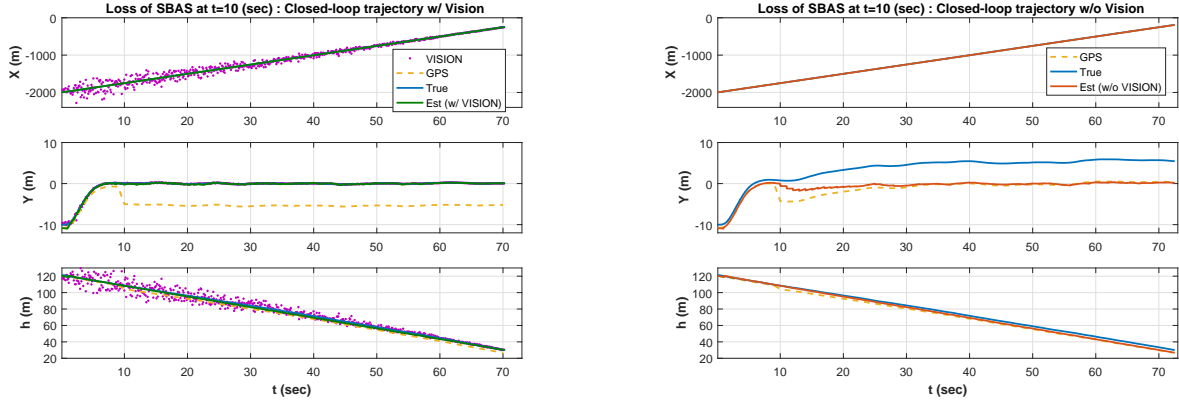 Loss of SBAS at t=10 (sec) : Closed-loop trajectory w/ Vision
0
-1000
-2000
X (m)
VISION
GPS
True
Est (w/ VISION)
10 20 30 40 50 60 70
10
0
-10
Y (m)
10 20 30 40 50 60 70
120
100
80
60
40
20
h (m)
10 20 30 40 50 60 70
t (sec)
Loss of SBAS at t=10 (sec) : Closed-loop trajectory w/o Vision
0
-1000
-2000
X (m)
GPS
True
Est (w/o VISION)
10 20 30 40 50 60 70
10
0
-10
Y (m)
10 20 30 40 50 60 70
120
100
80
60
40
20
h (m)
10 20 30 40 50 60 70
t (sec)